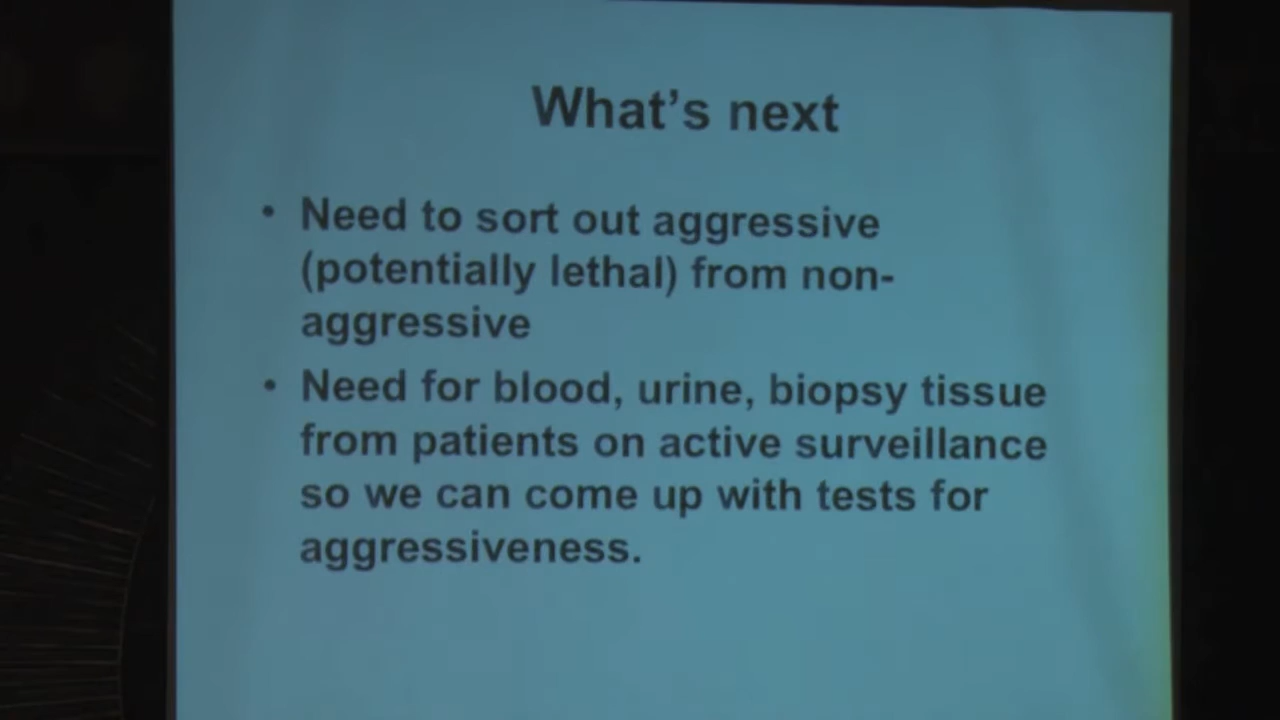 What's next
• Need to sort out aggressive
(potentially lethal) from non-
aggressive
• Need for blood, urine, biopsy tissue
from patients on active surveillance
so we can come up with tests for
aggressiveness.